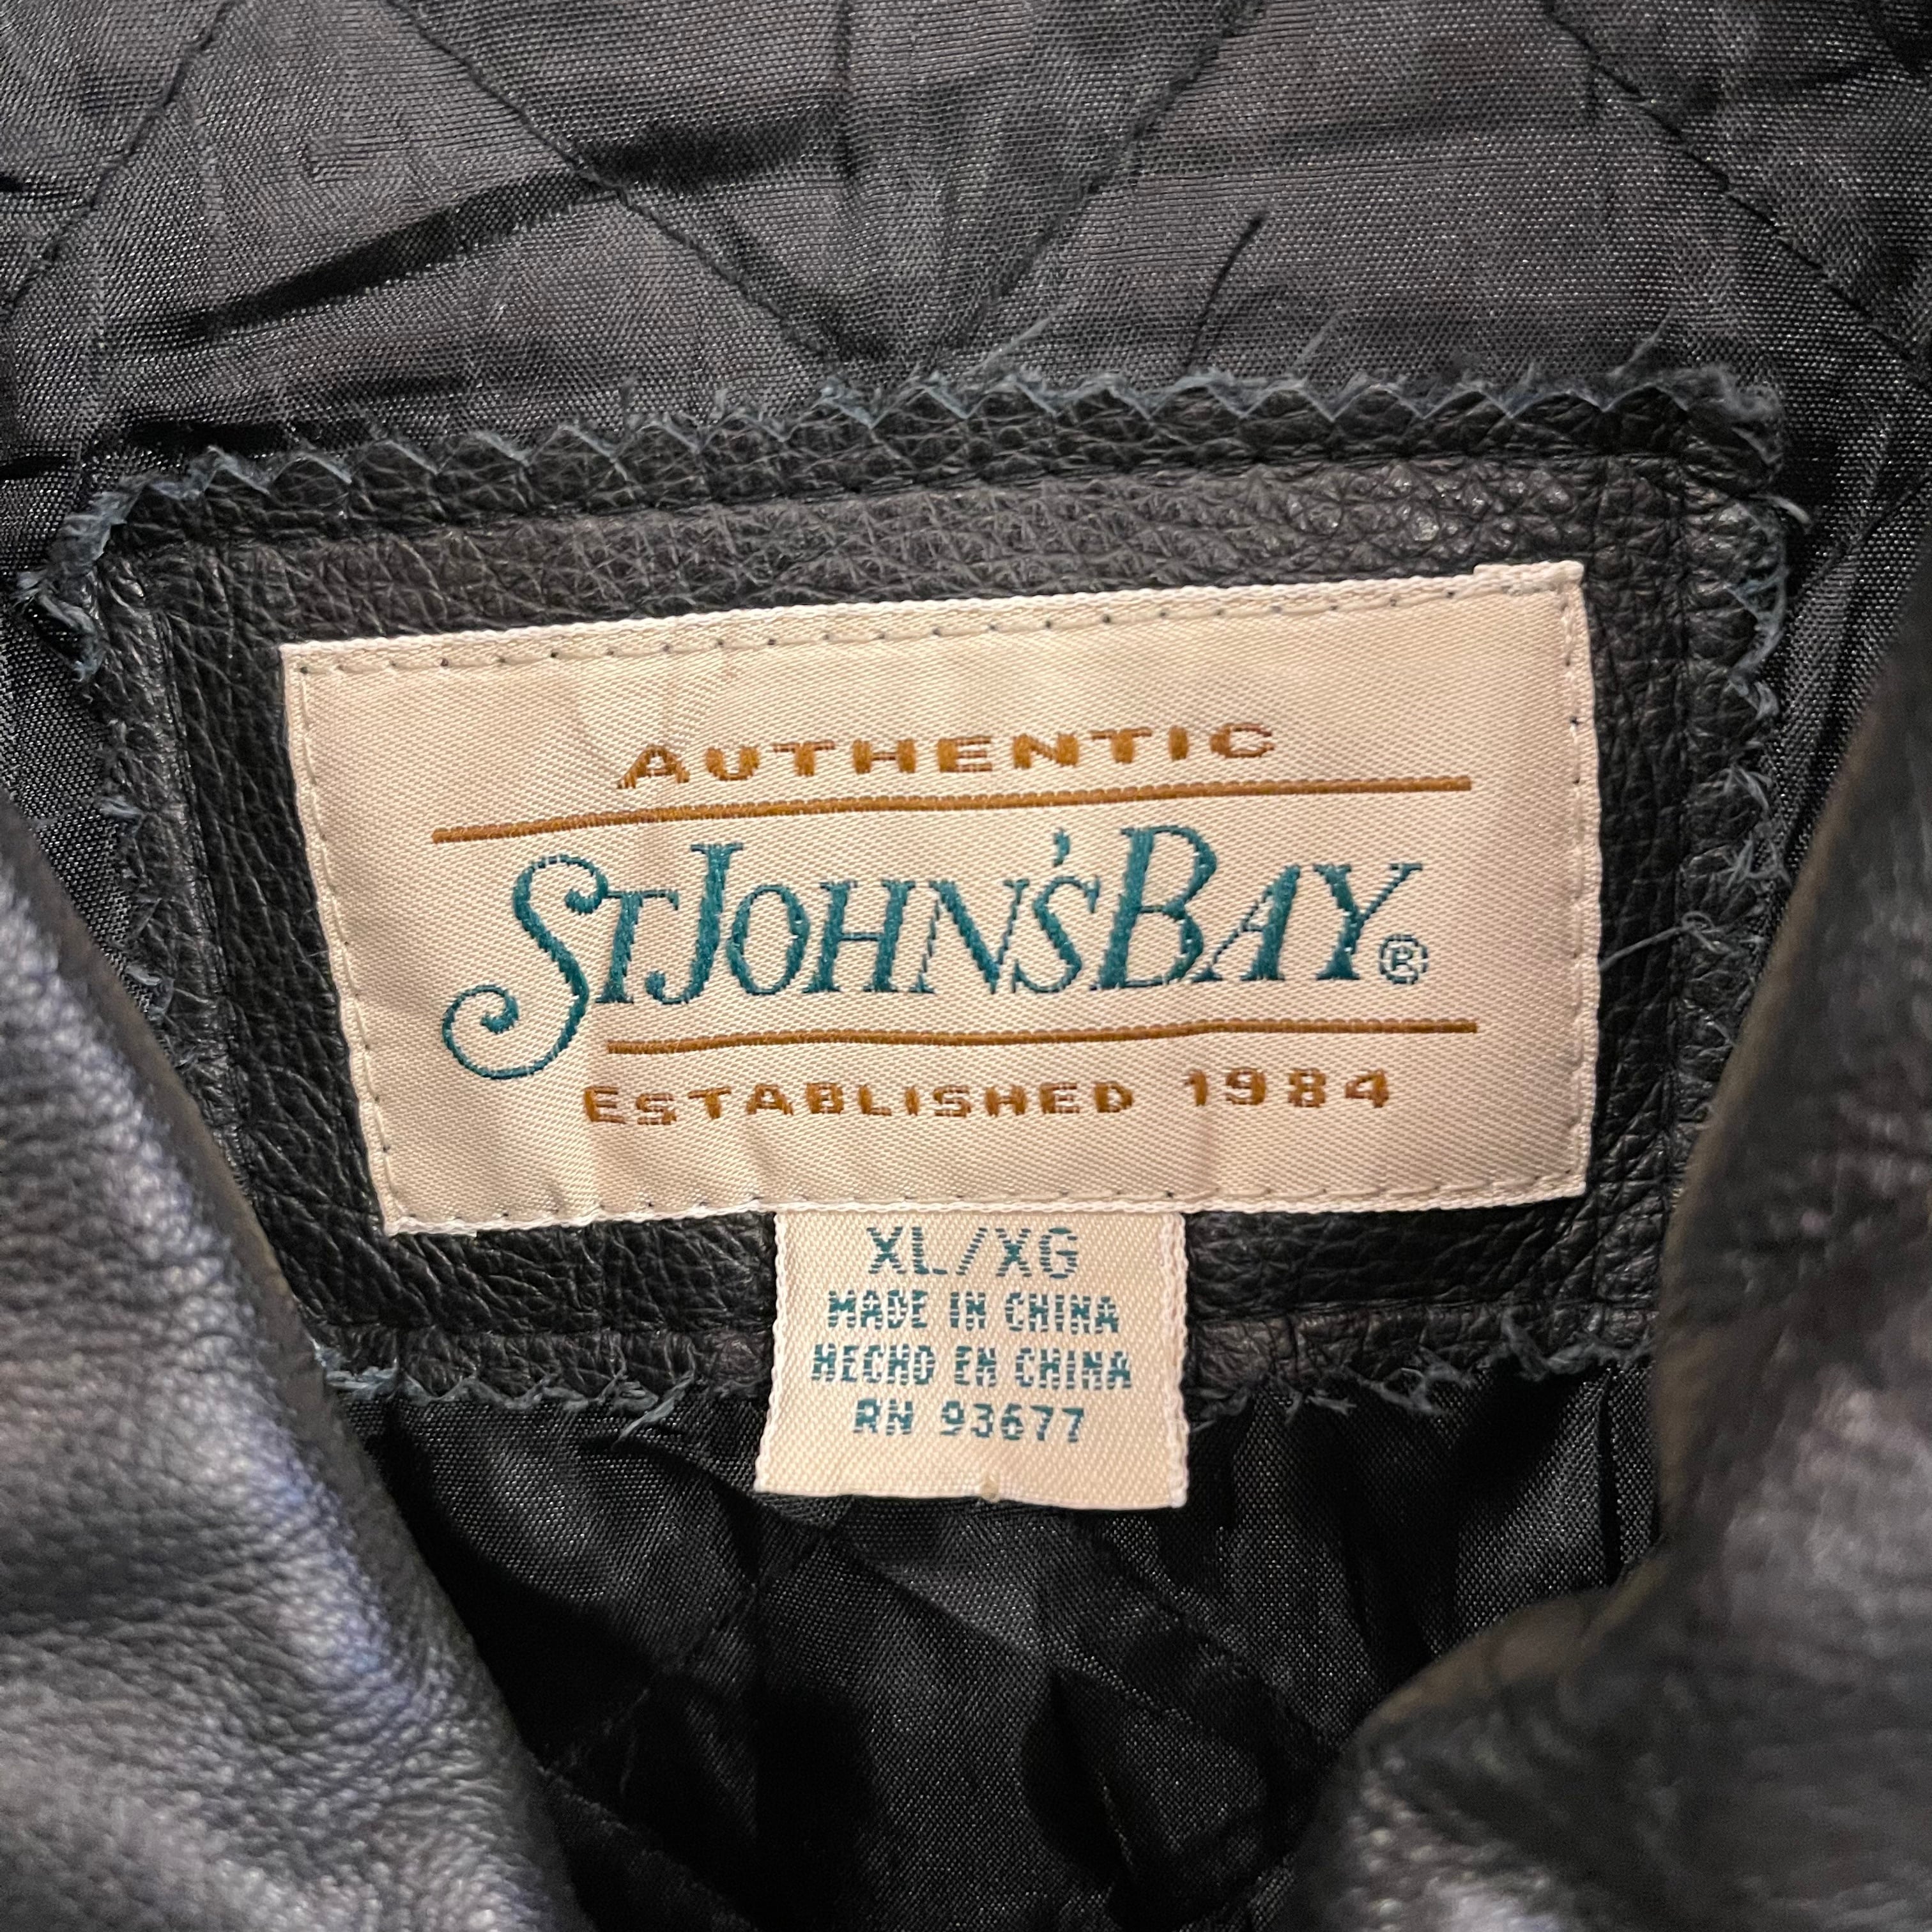 AUTHENTIC
ST JOHN'S BAY®
ESTABLISHED 1984
XL/XG
MADE IN CHINA
HECHO EN CHINA
RN 93677